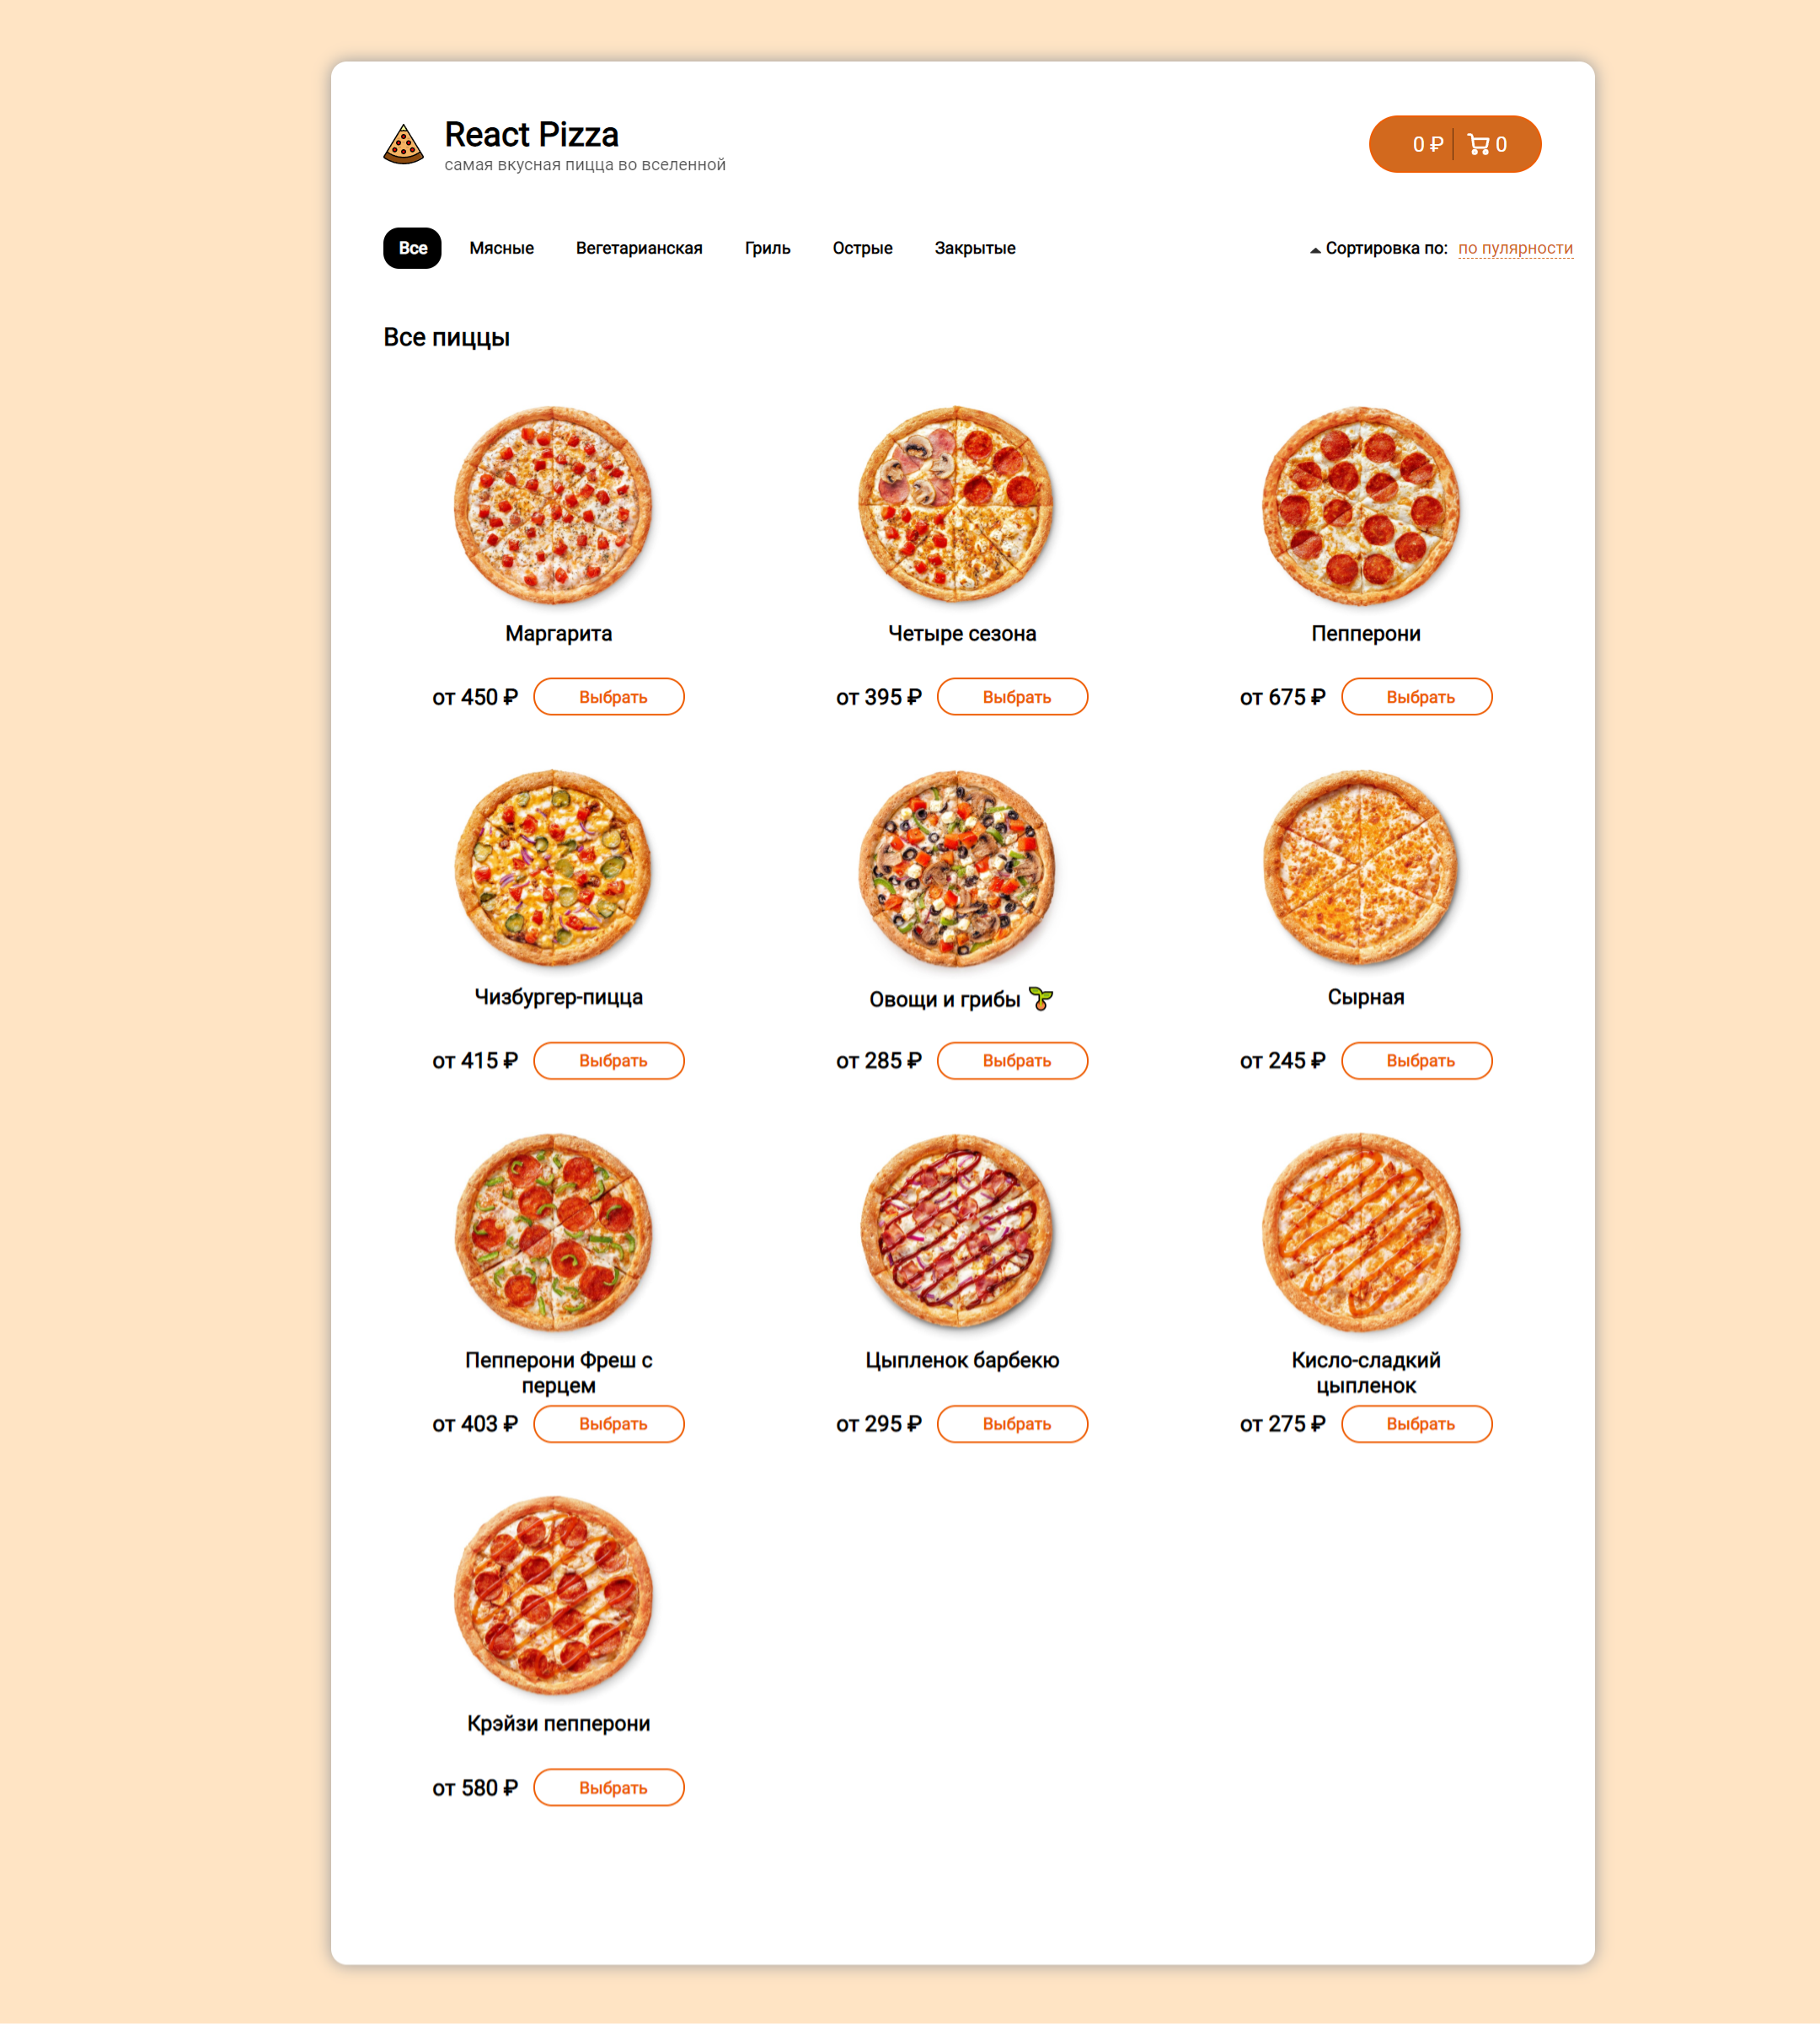 React Pizza
самая вкусная пицца во вселенной
0 ₽ 0
Все Мясные Вегетарианская Гриль Острые Закрытые Сортировка по: по пулярности
Все пиццы
Маргарита Четыре сезона Пепперони
от 450 ₽ Выбрать от 395 ₽ Выбрать от 675 ₽ Выбрать
Чизбургер-пицца Овощи и грибы Сырная
от 415 ₽ Выбрать от 285 ₽ Выбрать от 245 ₽ Выбрать
Пепперони Фреш с Цыпленок барбекю Кисло-сладкий
перцем цыпленок
от 403 ₽ Выбрать от 295 ₽ Выбрать от 275 ₽ Выбрать
Крэйзи пепперони
от 580 ₽ Выбрать